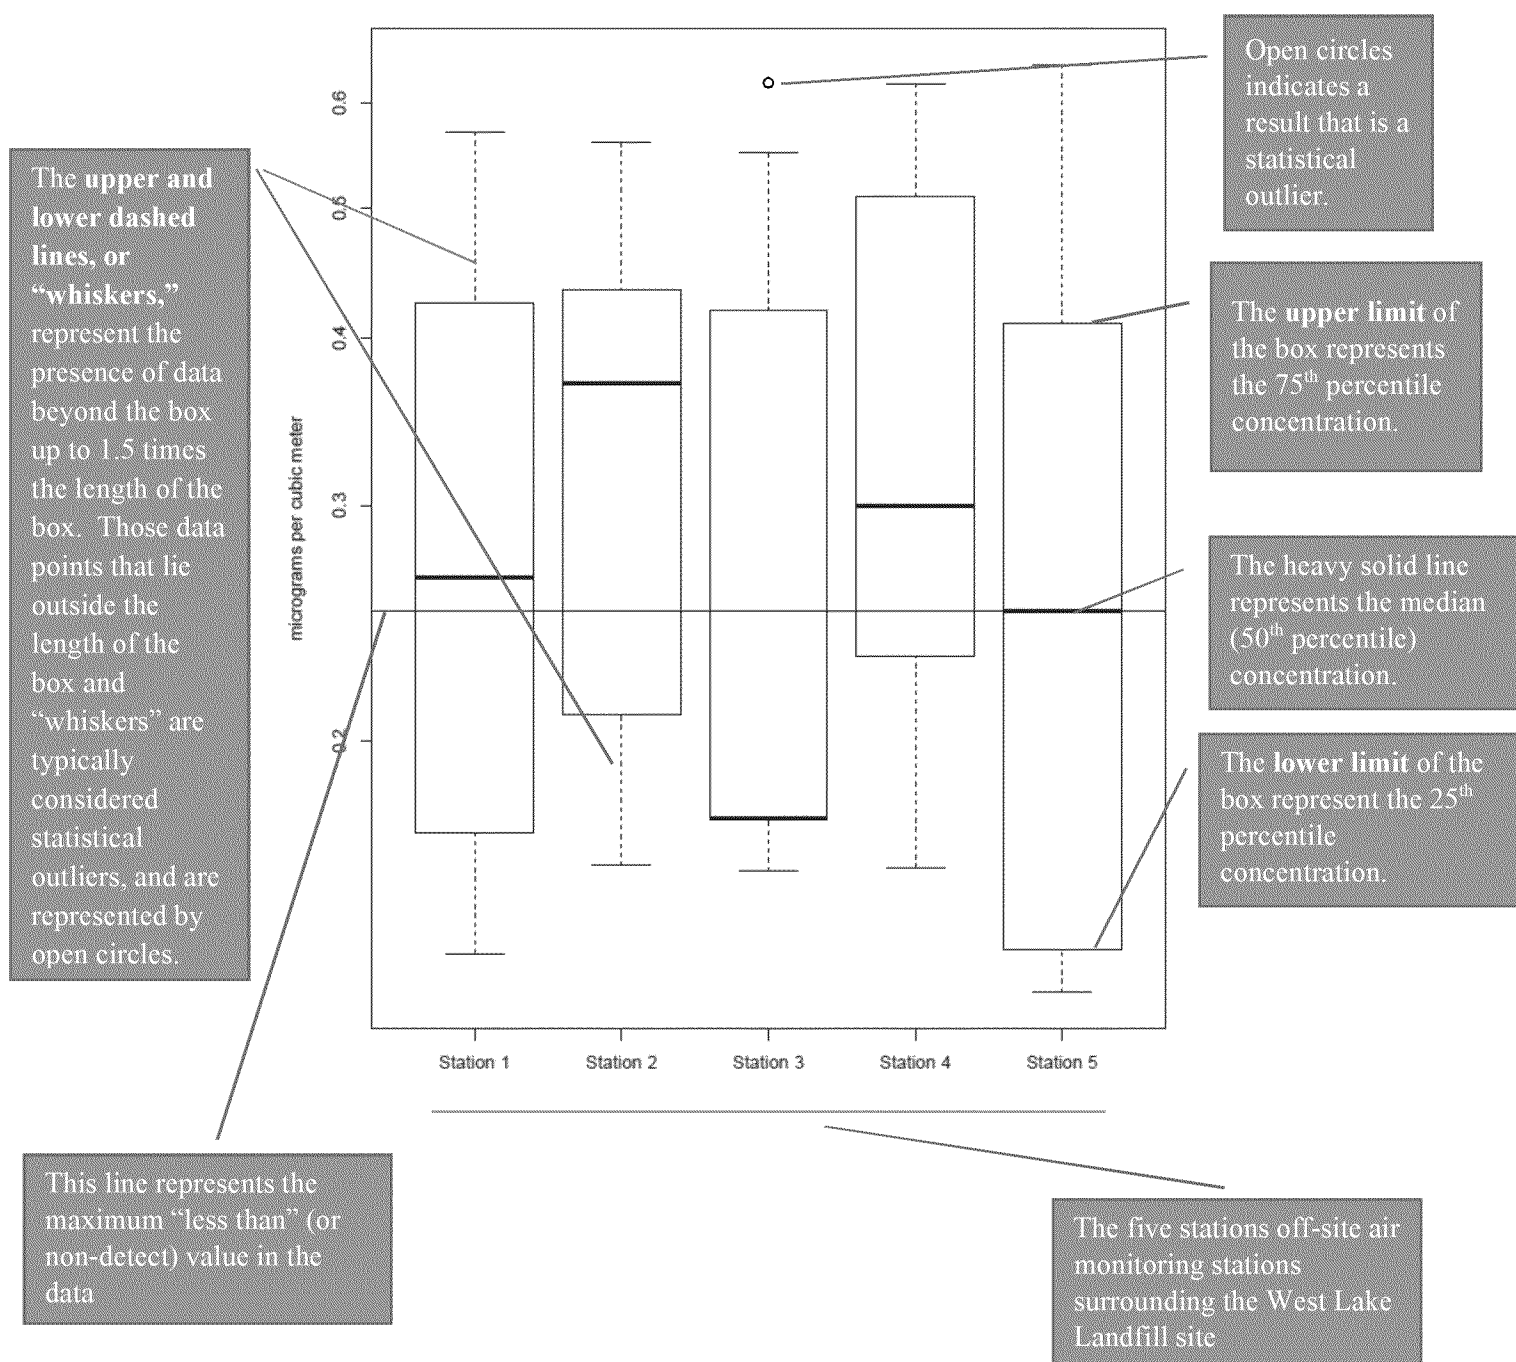 Open circles
indicates a
result that is a
statistical
outlier.
The upper and
lower dashed
lines, or
“whiskers,”
represent the
presence of data
beyond the box
up to 1.5 times
the length of the
box.  Those data
points that lie
outside the
length of the
box and
“whiskers” are
typically
considered
statistical
outliers, and are
represented by
open circles.
micrograms per cubic meter
0.6
0.5
0.4
0.3
0.2
The upper limit of
the box represents
the 75th percentile
concentration.
The heavy solid line
represents the median
(50th percentile)
concentration.
The lower limit of the
box represent the 25th
percentile
concentration.
Station 1
Station 2
Station 3
Station 4
Station 5
This line represents the
maximum “less than” (or
non-detect) value in the
data
The five stations off-site air
monitoring stations
surrounding the West Lake
Landfill site